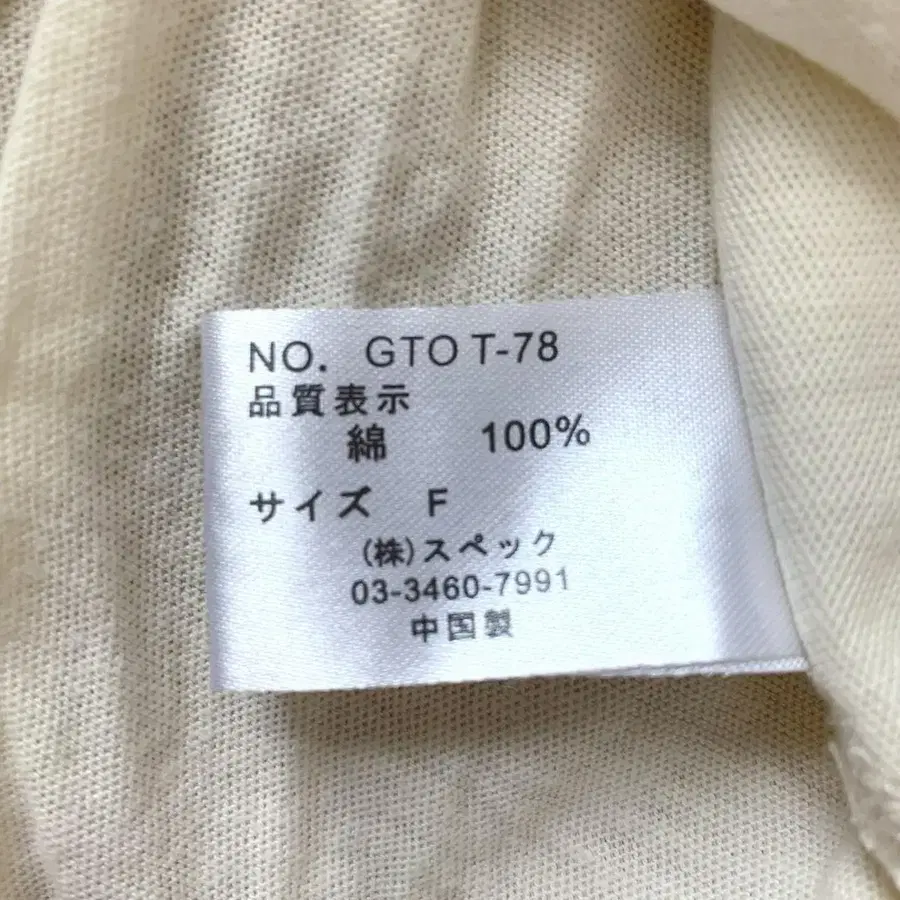 NO. GTO T-78
品質表示
綿 100%
サイズ F
(株)スペック
03-3460-7991
中国製